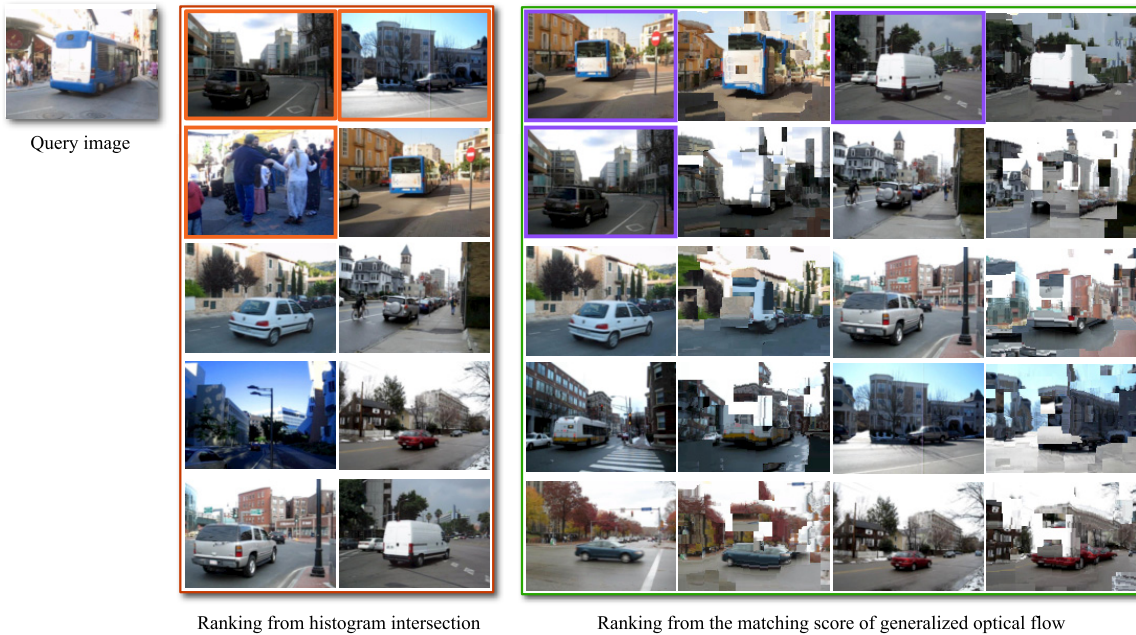 Query image
Ranking from histogram intersection
Ranking from the matching score of generalized optical flow